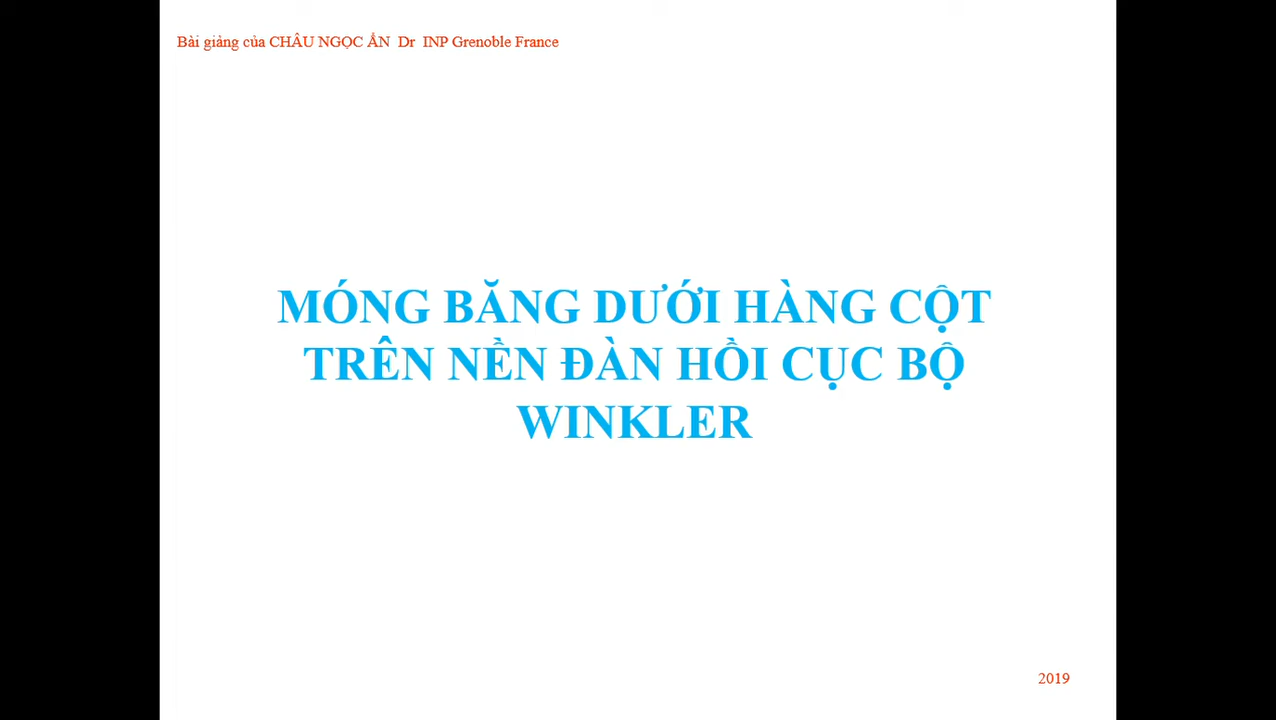 Bài giảng của CHÂU NGỌC ẨN Dr INP Grenoble France
MÓNG BĂNG DƯỚI HÀNG CỘT
TRÊN NỀN ĐÀN HỒI CỤC BỘ
WINKLER
2019